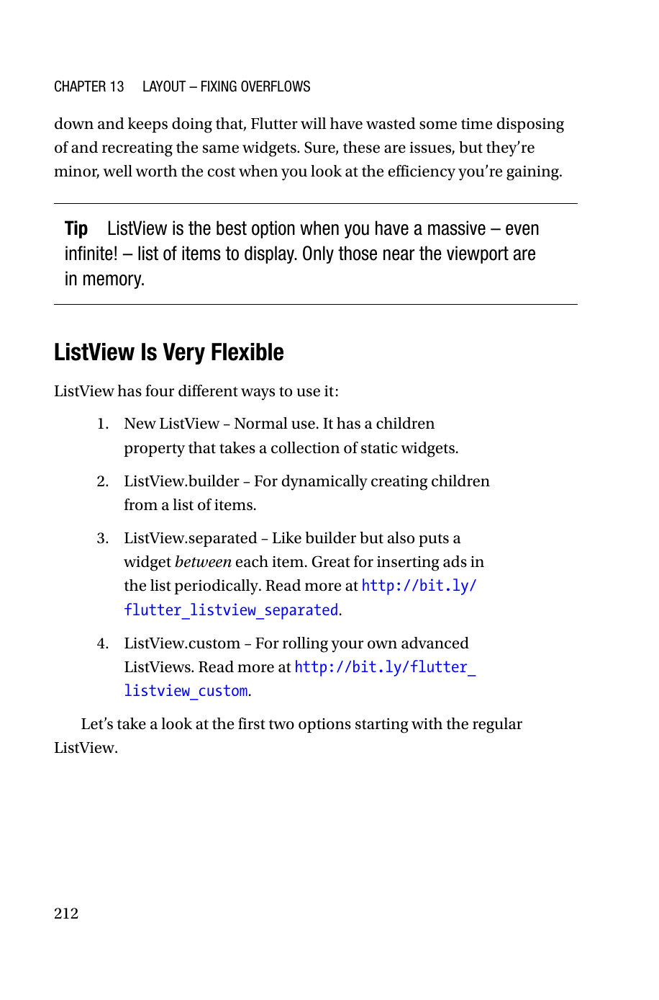 CHAPTER 13 LAYOUT – FIXING OVERFLOWS
down and keeps doing that, Flutter will have wasted some time disposing
of and recreating the same widgets. Sure, these are issues, but they’re
minor, well worth the cost when you look at the efficiency you’re gaining.
Tip ListView is the best option when you have a massive – even
infinite! – list of items to display. Only those near the viewport are
in memory.
ListView Is Very Flexible
ListView has four different ways to use it:
1. New ListView – Normal use. It has a children
property that takes a collection of static widgets.
2. ListView.builder – For dynamically creating children
from a list of items.
3. ListView.separated – Like builder but also puts a
widget between each item. Great for inserting ads in
the list periodically. Read more at http://bit.ly/
flutter_listview_separated.
4. ListView.custom – For rolling your own advanced
ListViews. Read more at http://bit.ly/flutter_
listview_custom.
Let’s take a look at the first two options starting with the regular
ListView.
212